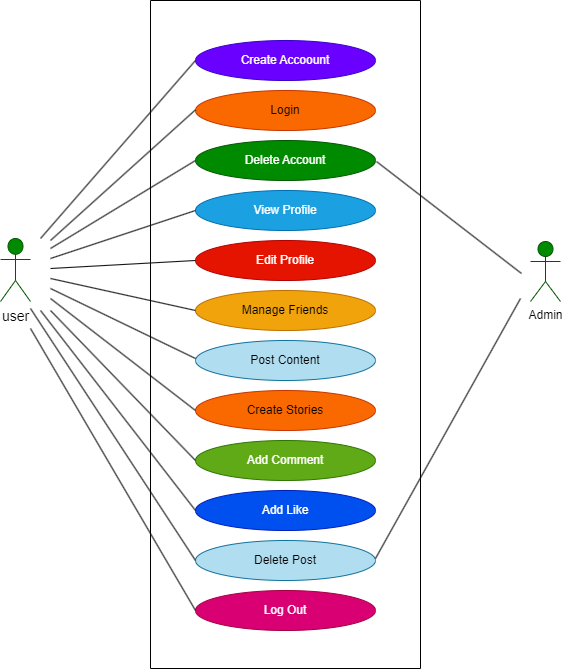 Create Acoount
Login
Delete Account
View Profile
Edit Profile
Manage Friends
Post Content
Create Stories
Add Comment
Add Like
Delete Post
Log Out
user
Admin